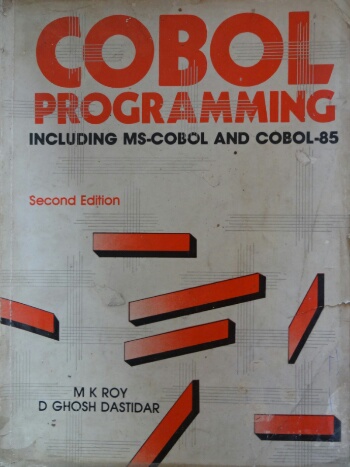 COBOL
PROGRAMMING
INCLUDING MS-COBOL AND COBOL-85
Second Edition
M K ROY
D GHOSH DASTIDAR